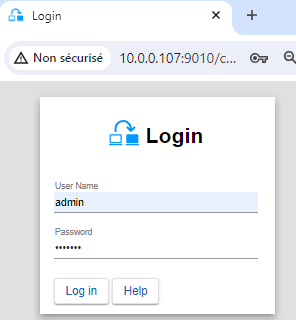 Login
Non sécurisé 10.0.0.107:9010/c...
Login
User Name
admin
Password
•••••••
Log in Help